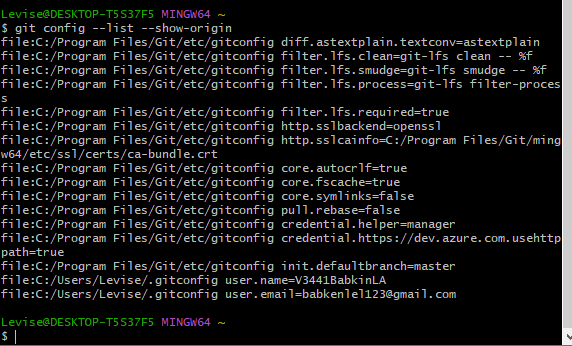 Levise@DESKTOP-T5S37F5 MINGW64 ~
$ git config --list --show-origin
file:C:/Program Files/Git/etc/gitconfig diff.astextplain.textconv=astextplain
file:C:/Program Files/Git/etc/gitconfig filter.lfs.clean=git-lfs clean -- %f
file:C:/Program Files/Git/etc/gitconfig filter.lfs.smudge=git-lfs smudge -- %f
file:C:/Program Files/Git/etc/gitconfig filter.lfs.process=git-lfs filter-proces
s
file:C:/Program Files/Git/etc/gitconfig filter.lfs.required=true
file:C:/Program Files/Git/etc/gitconfig http.sslbackend=openssl
file:C:/Program Files/Git/etc/gitconfig http.sslcainfo=C:/Program Files/Git/ming
w64/etc/ssl/certs/ca-bundle.crt
file:C:/Program Files/Git/etc/gitconfig core.autocrlf=true
file:C:/Program Files/Git/etc/gitconfig core.fscache=true
file:C:/Program Files/Git/etc/gitconfig core.symlinks=false
file:C:/Program Files/Git/etc/gitconfig pull.rebase=false
file:C:/Program Files/Git/etc/gitconfig credential.helper=manager
file:C:/Program Files/Git/etc/gitconfig credential.https://dev.azure.com.usehttp
path=true
file:C:/Program Files/Git/etc/gitconfig init.defaultbranch=master
file:C:/Users/Levise/.gitconfig user.name=V3441BabkinLA
file:C:/Users/Levise/.gitconfig user.email=babkenlel123@gmail.com
Levise@DESKTOP-T5S37F5 MINGW64 ~
$